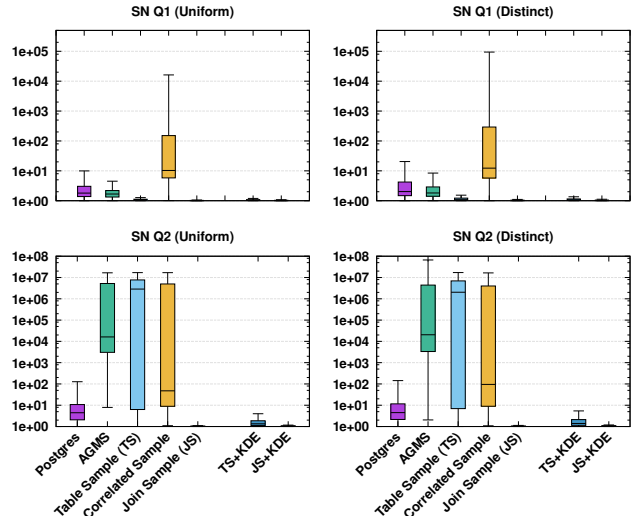 SN Q1 (Uniform)
1e+05
1e+04
1e+03
1e+02
1e+01
1e+00
SN Q1 (Distinct)
1e+05
1e+04
1e+03
1e+02
1e+01
1e+00
SN Q2 (Uniform)
1e+08
1e+07
1e+06
1e+05
1e+04
1e+03
1e+02
1e+01
1e+00
Postgres
AGMS
Table Sample (TS)
Correlated Sample
Join Sample (JS)
TS+KDE
JS+KDE
SN Q2 (Distinct)
1e+08
1e+07
1e+06
1e+05
1e+04
1e+03
1e+02
1e+01
1e+00
Postgres
AGMS
Table Sample (TS)
Correlated Sample
Join Sample (JS)
TS+KDE
JS+KDE